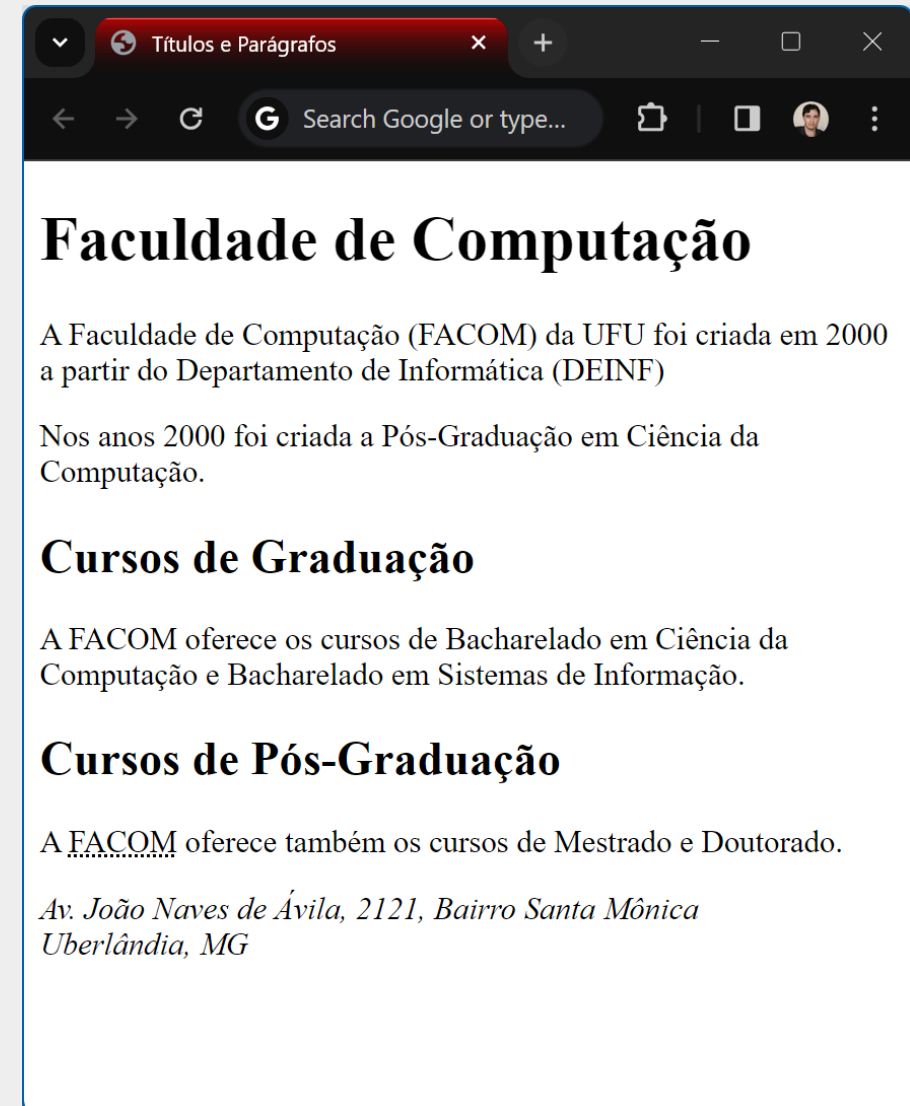 Títulos e Parágrafos
Search Google or type...
Faculdade de Computação
A Faculdade de Computação (FACOM) da UFU foi criada em 2000
a partir do Departamento de Informática (DEINF)
Nos anos 2000 foi criada a Pós-Graduação em Ciência da
Computação.
Cursos de Graduação
A FACOM oferece os cursos de Bacharelado em Ciência da
Computação e Bacharelado em Sistemas de Informação.
Cursos de Pós-Graduação
A FACOM oferece também os cursos de Mestrado e Doutorado.
Av. João Naves de Ávila, 2121, Bairro Santa Mônica
Uberlândia, MG